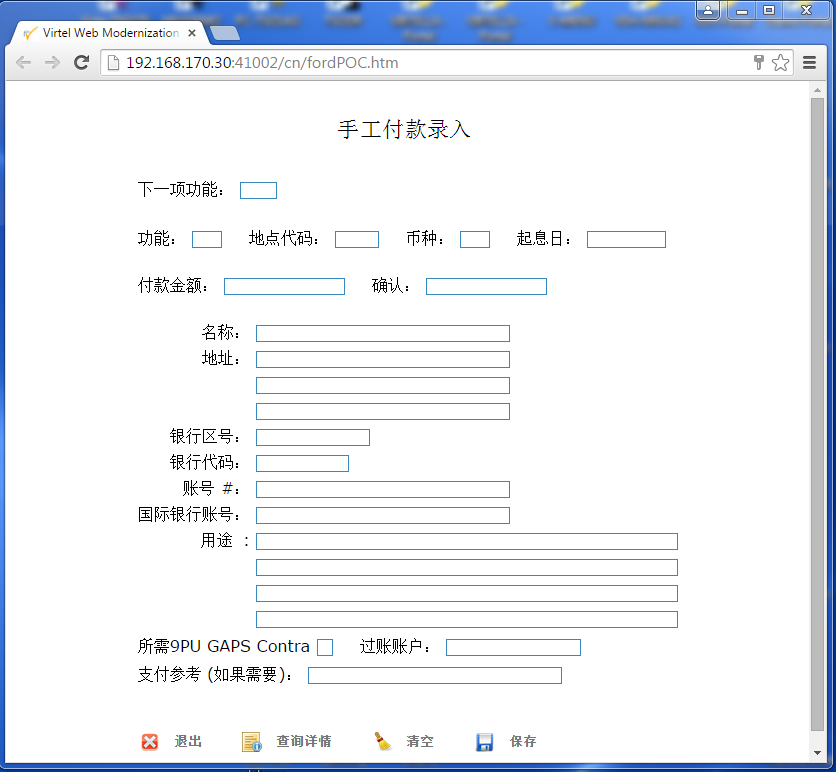 Virtel Web Modernization
192.168.170.30:41002/cn/fordPOC.htm
手工付款录入
下一项功能：
功能： 地点代码： 币种： 起息日：
付款金额： 确认：
名称：
地址：
银行区号：
银行代码：
账号 #：
国际银行账号：
用途 ：
所需9PU GAPS Contra 过账账户：
支付参考 (如果需要)：
退出 查询详情 清空 保存